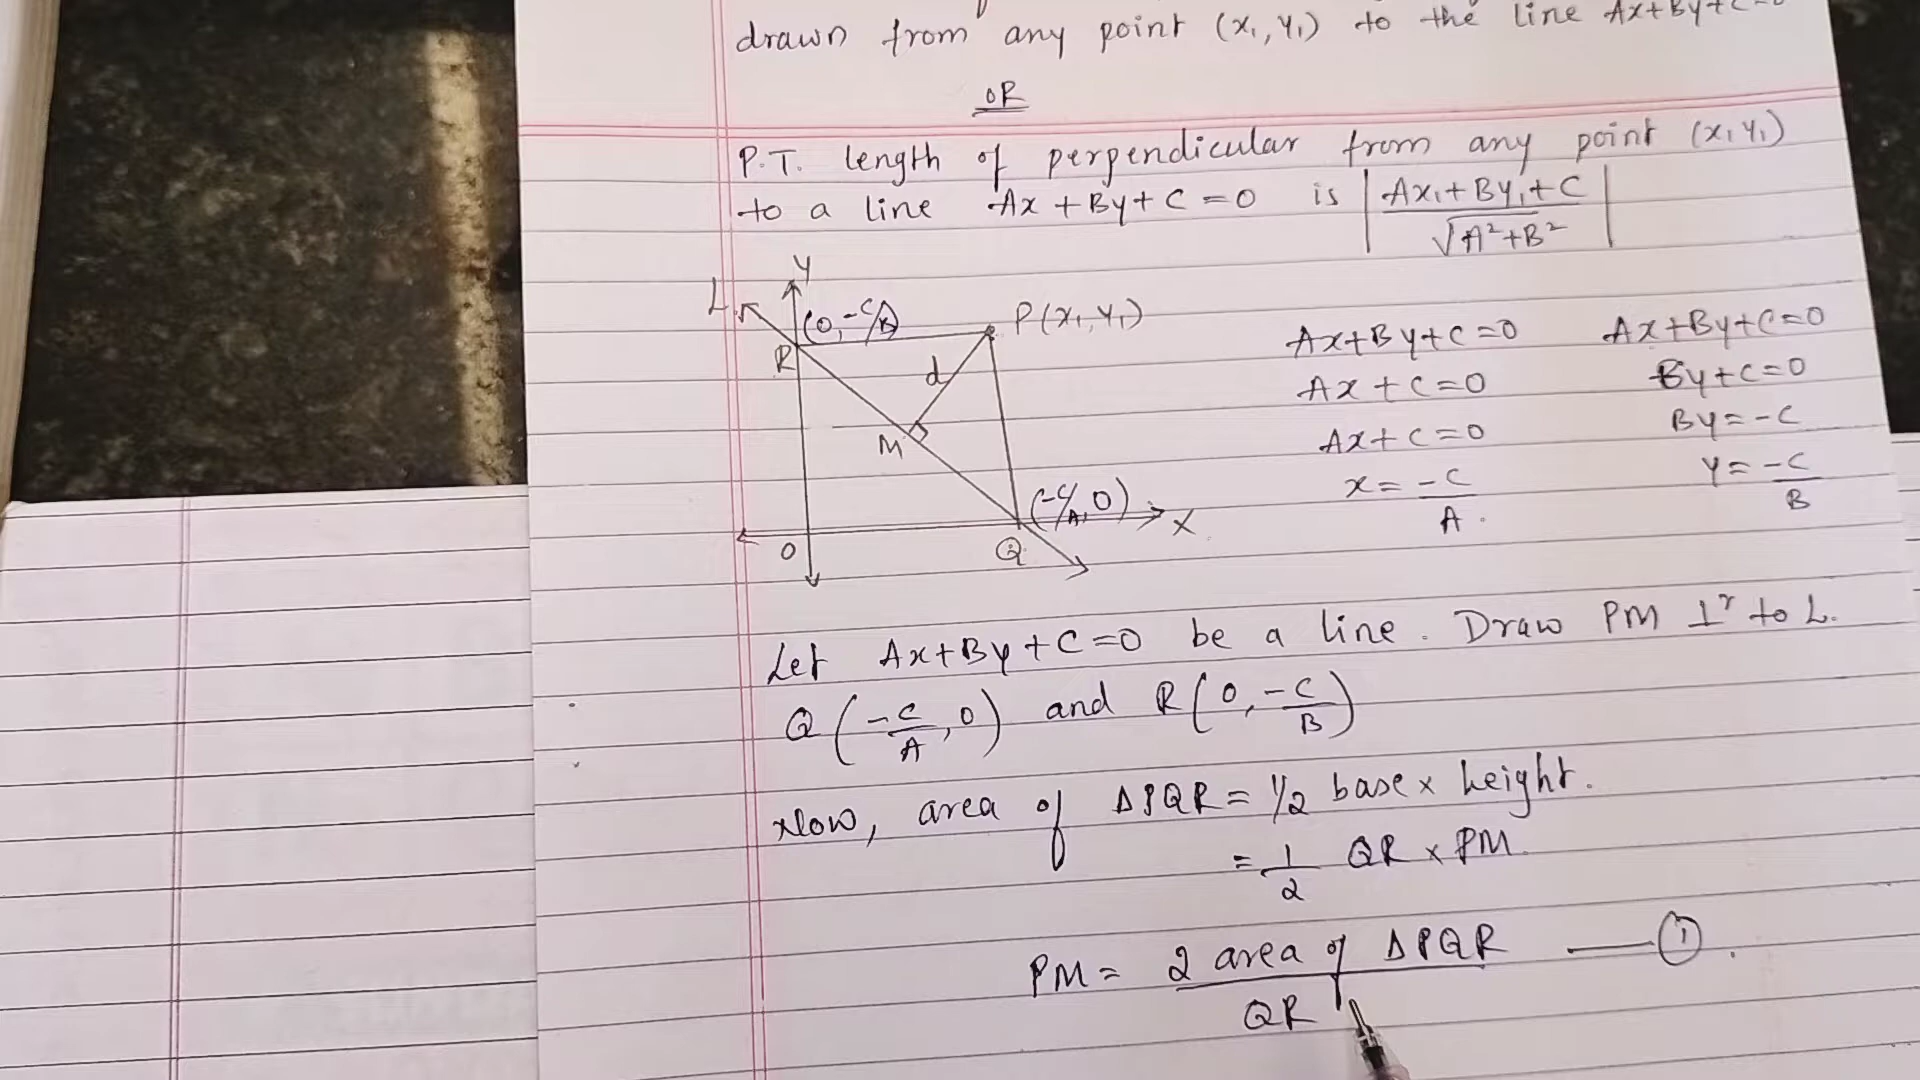 drawn from any point (x₁, y₁) to the line Ax+By+C=0
OR
P.T. length of perpendicular from any point (x₁ y₁)
to a line Ax + By + C = 0 is | Ax₁+By₁+C / √A²+B² |
Y
L
(0, -C/B)
P(x₁, y₁)
R
d
M
(-C/A, 0)
X
O
Q
Ax+By+C=0
Ax + C = 0
Ax + C = 0
x = -C/A.
Ax+By+C=0
By+C=0
By = -C
y = -C/B
Let Ax+By+C=0 be a line. Draw PM ⊥r to L.
Q (-C/A, 0) and R (0, -C/B)
Now, area of ΔPQR = 1/2 base x height.
= 1/2 QR x PM.
PM = 2 area of ΔPQR / QR —— ①.